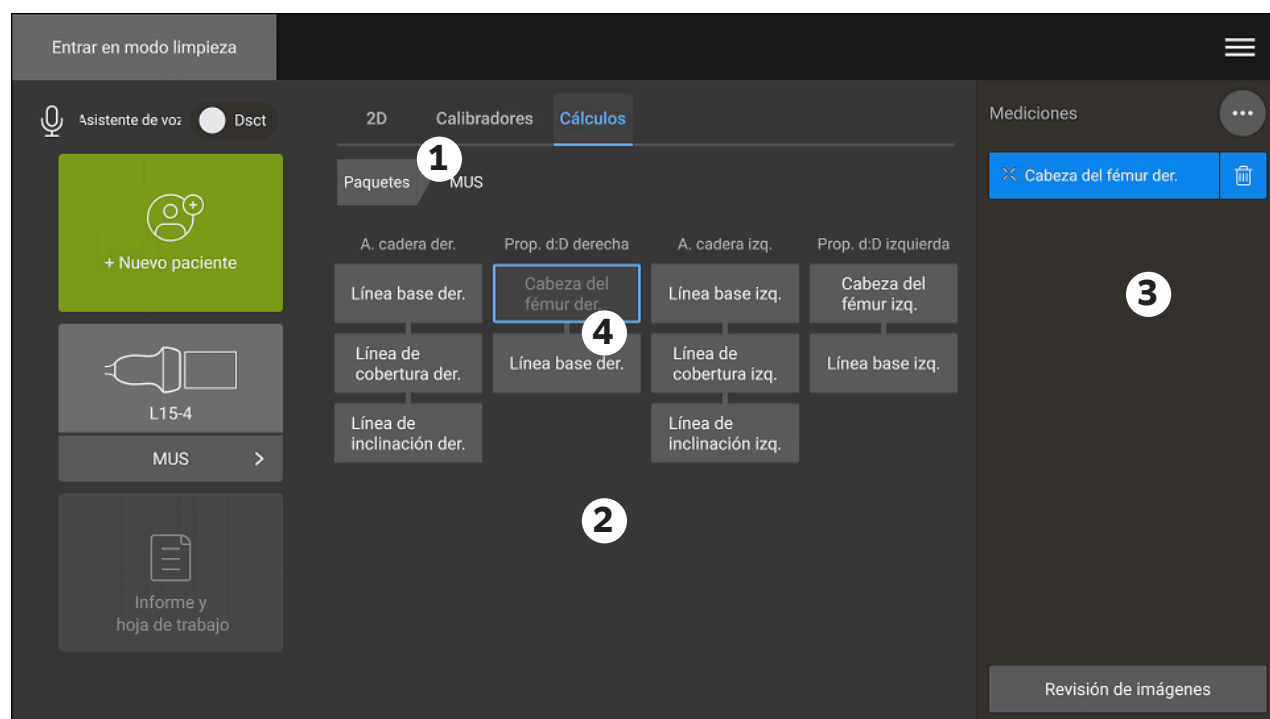 Entrar en modo limpieza
Asistente de voz
Dsct
+ Nuevo paciente
L15-4
MUS
Informe y
hoja de trabajo
2D
Calibradores
Cálculos
1
Paquetes
MUS
A. cadera der.
Prop. d:D derecha
A. cadera izq.
Prop. d:D izquierda
Línea base der.
Cabeza del
fémur der.
Línea base izq.
Cabeza del
fémur izq.
4
Línea de
cobertura der.
Línea base der.
Línea de
cobertura izq.
Línea base izq.
Línea de
inclinación der.
Línea de
inclinación izq.
2
Mediciones
Cabeza del fémur der.
3
Revisión de imágenes